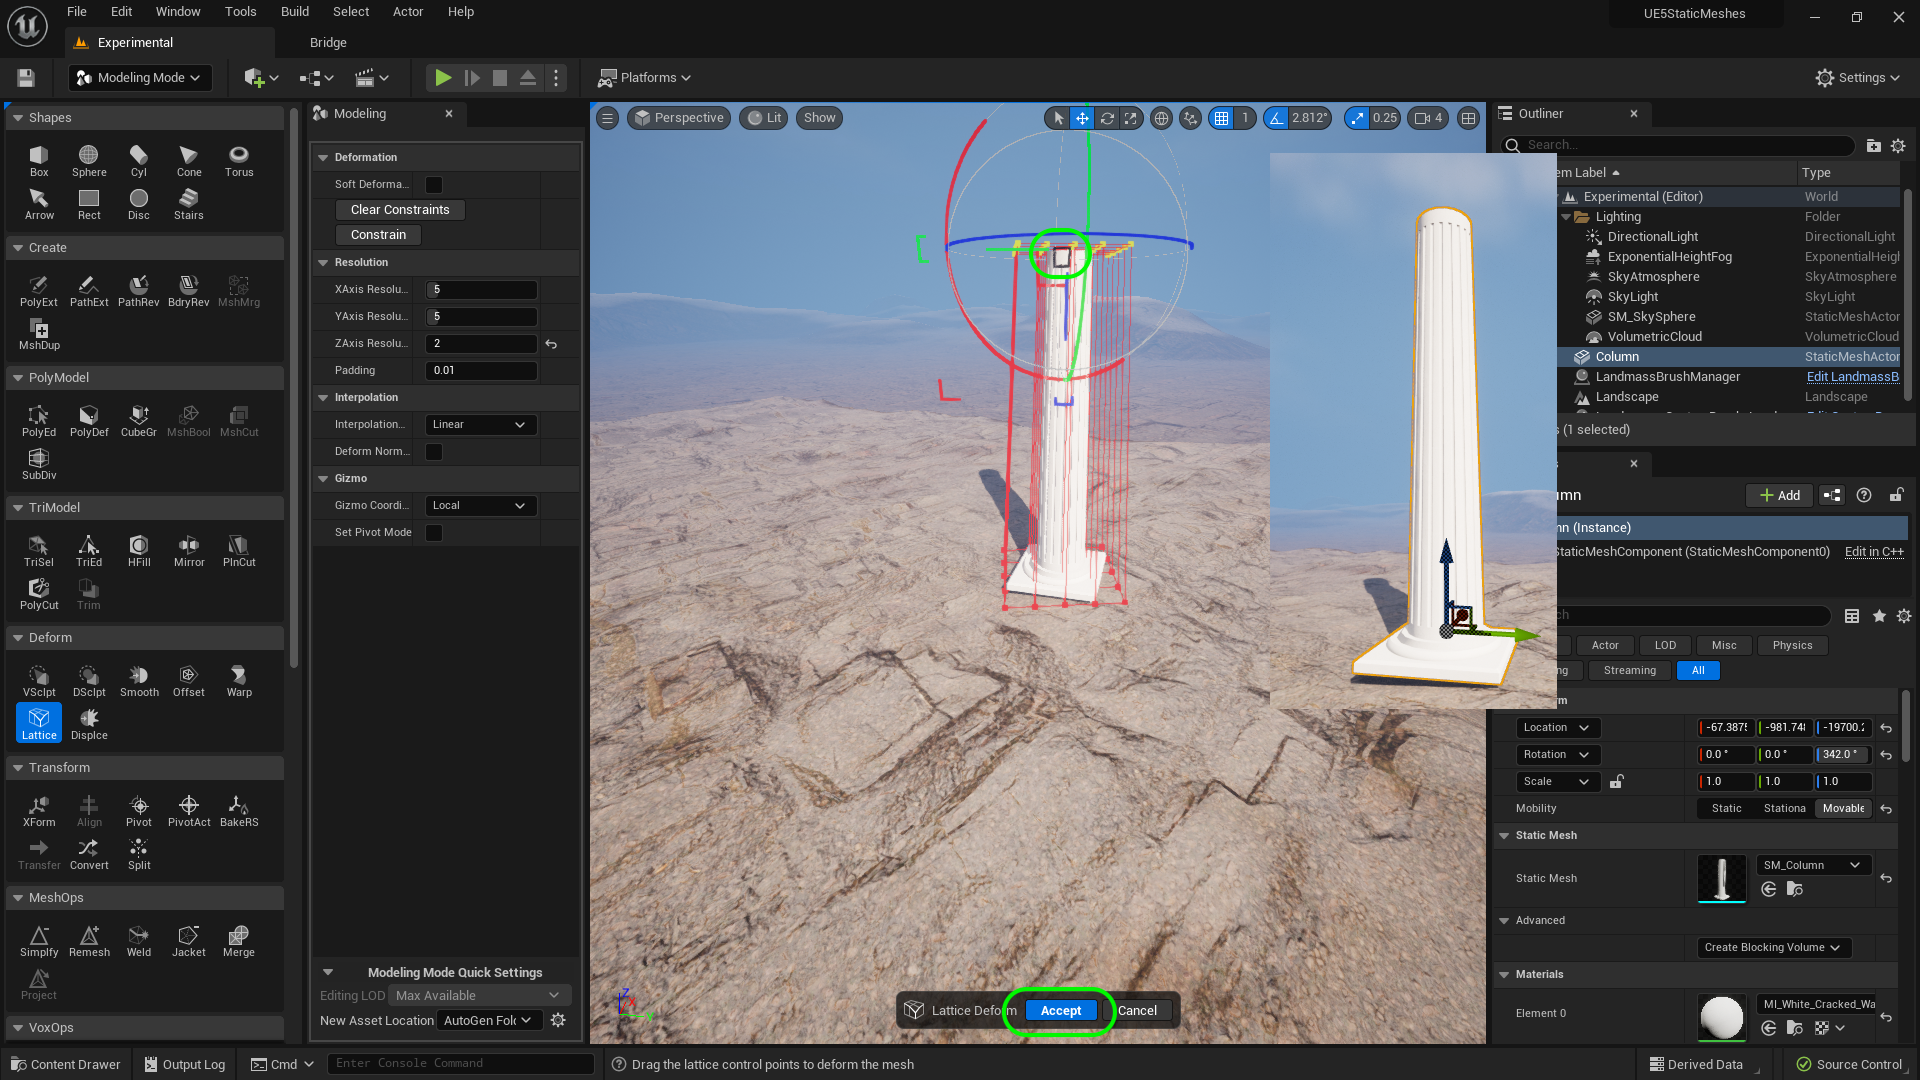 File Edit Window Tools Build Select Actor Help
UE5StaticMeshes
Experimental
Bridge
Modeling Mode
Platforms
Settings
Shapes
Box Sphere Cyl Cone Torus
Arrow Rect Disc Stairs
Create
PolyExt PathExt PathRev BdryRev MshMrg
MshDup
PolyModel
PolyEd PolyDef CubeGr MshBool MshCut
SubDiv
TriModel
TriSel TriEd HFill Mirror PlnCut
PolyCut Trim
Deform
VSclpt DSclpt Smooth Offset Warp
Lattice Displce
Transform
XForm Align Pivot PivotAct BakeRS
Transfer Convert Split
MeshOps
Simplfy Remesh Weld Jacket Merge
Project
VoxOps
Modeling
Deformation
Soft Deforma...
Clear Constraints
Constrain
Resolution
XAxis Resolu... 5
YAxis Resolu... 5
ZAxis Resolu... 2
Padding 0.01
Interpolation
Interpolation... Linear
Deform Norm...
Gizmo
Gizmo Coordi... Local
Set Pivot Mode
Modeling Mode Quick Settings
Editing LOD Max Available
New Asset Location AutoGen Fol
Perspective Lit Show
1 2.812° 0.25 4
Z
X
Y
Lattice Deform Accept Cancel
Outliner
Search...
em Label Type
Experimental (Editor) World
Lighting Folder
DirectionalLight DirectionalLight
ExponentialHeightFog ExponentialHeigh
SkyAtmosphere SkyAtmosphere
SkyLight SkyLight
SM_SkySphere StaticMeshActor
VolumetricCloud VolumetricCloud
Column StaticMeshActor
LandmassBrushManager Edit LandmassB
Landscape Landscape
(1 selected)
mn
Add
mn (Instance)
StaticMeshComponent (StaticMeshComponent0) Edit in C++
ch
Actor LOD Misc Physics
ng Streaming All
rm
Location -67.387 -981.74 -19700.
Rotation 0.0 ° 0.0 ° 342.0 °
Scale 1.0 1.0 1.0
Mobility Static Stationa Movable
Static Mesh
Static Mesh SM_Column
Advanced
Create Blocking Volume
Materials
Element 0 MI_White_Cracked_Wa
Content Drawer Output Log Cmd Enter Console Command
Drag the lattice control points to deform the mesh
Derived Data Source Control